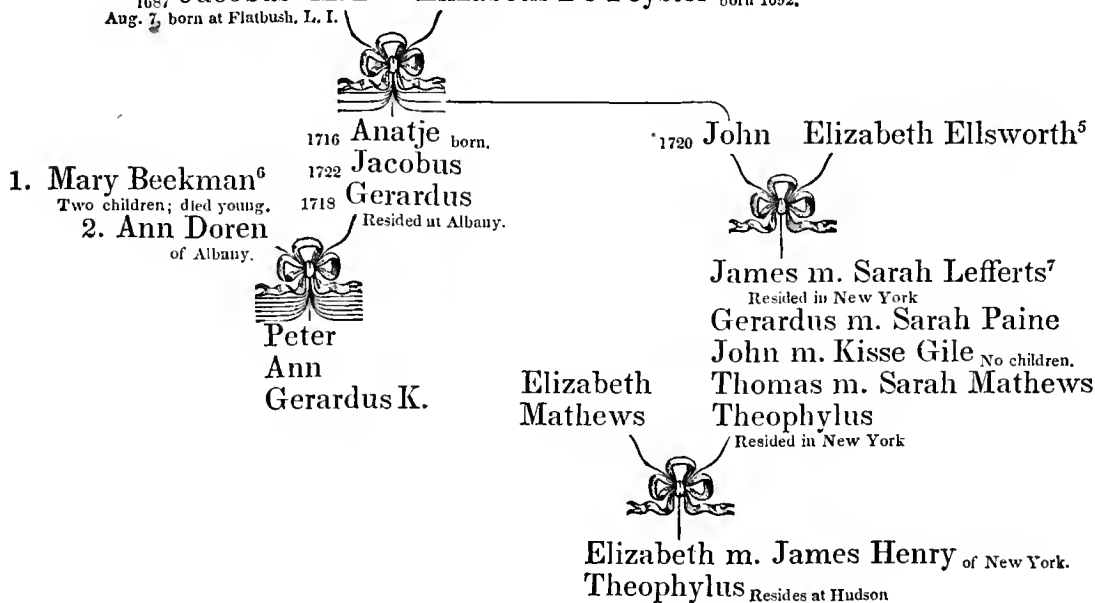 1687
born 1692.
Aug. 7, born at Flatbush, L. I.
1716 Anatje born.
1720 John Elizabeth Ellsworth⁵
1. Mary Beekman⁶
1722 Jacobus
Two children; died young.
1718 Gerardus
2. Ann Doren
Resided at Albany.
of Albany.
James m. Sarah Lefferts⁷
Resided in New York
Peter
Gerardus m. Sarah Paine
Ann
John m. Kisse Gile No children.
Gerardus K.
Elizabeth
Mathews
Thomas m. Sarah Mathews
Theophylus
Resided in New York
Elizabeth m. James Henry of New York.
Theophylus Resides at Hudson